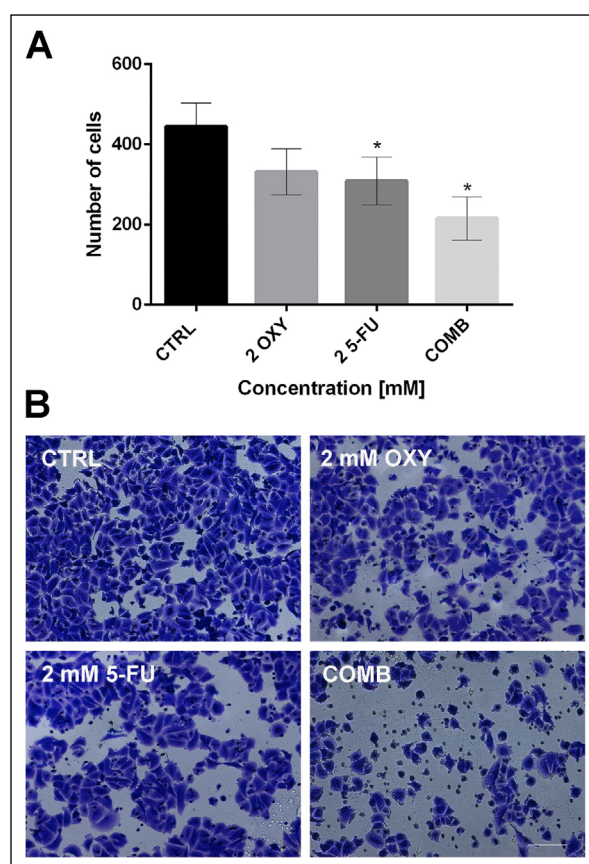 A
Number of cells
600
400
200
0
*
*
CTRL
2 OXY
2 5-FU
COMB
Concentration [mM]
B
CTRL
2 mM OXY
2 mM 5-FU
COMB